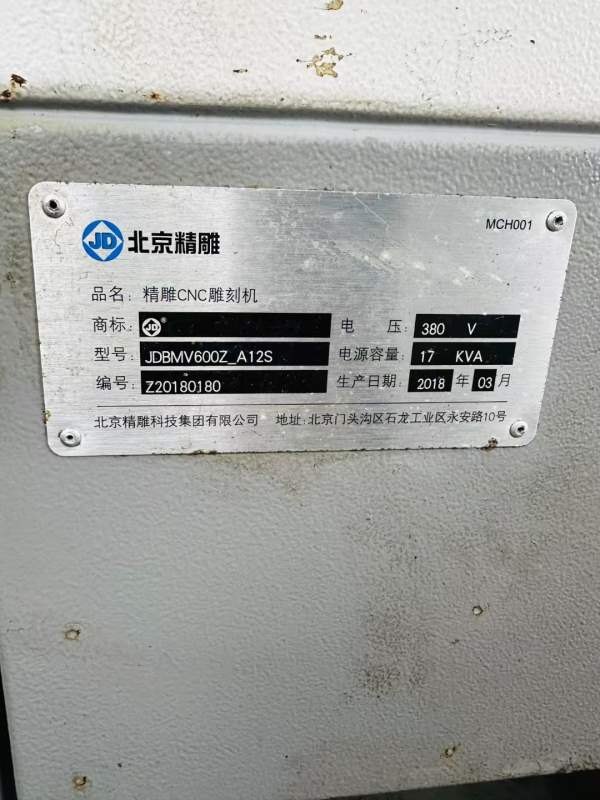 JD 北京精雕
MCH001
品名: 精雕CNC雕刻机
商标: JD® 电 压: 380 V
型号: JDBMV600Z_A12S 电源容量: 17 KVA
编号: Z20180180 生产日期: 2018 年 03 月
北京精雕科技集团有限公司 地址: 北京门头沟区石龙工业区永安路10号